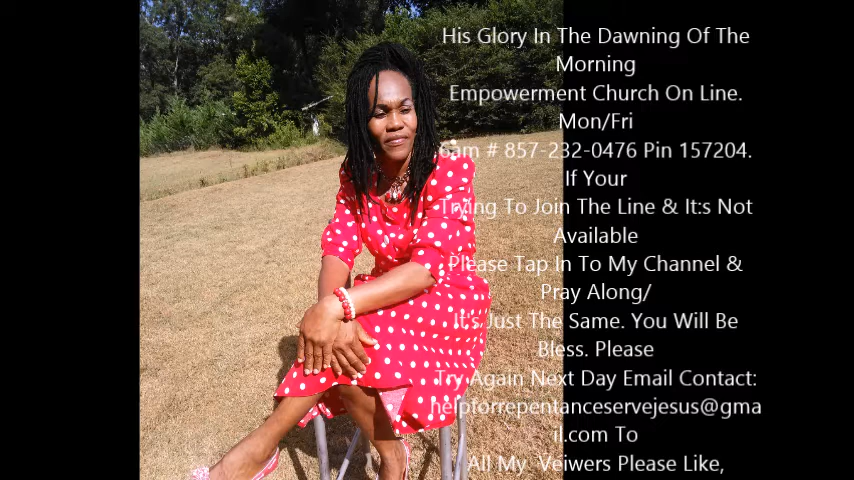 His Glory In The Dawning Of The
Morning
Empowerment Church On Line.
Mon/Fri
6am # 857-232-0476 Pin 157204.
If Your
Trying To Join The Line & It:s Not
Available
Please Tap In To My Channel &
Pray Along/
It's Just The Same. You Will Be
Bless. Please
Try Again Next Day Email Contact:
helpforrepentanceservejesus@gma
il.com To
All My Veiwers Please Like,